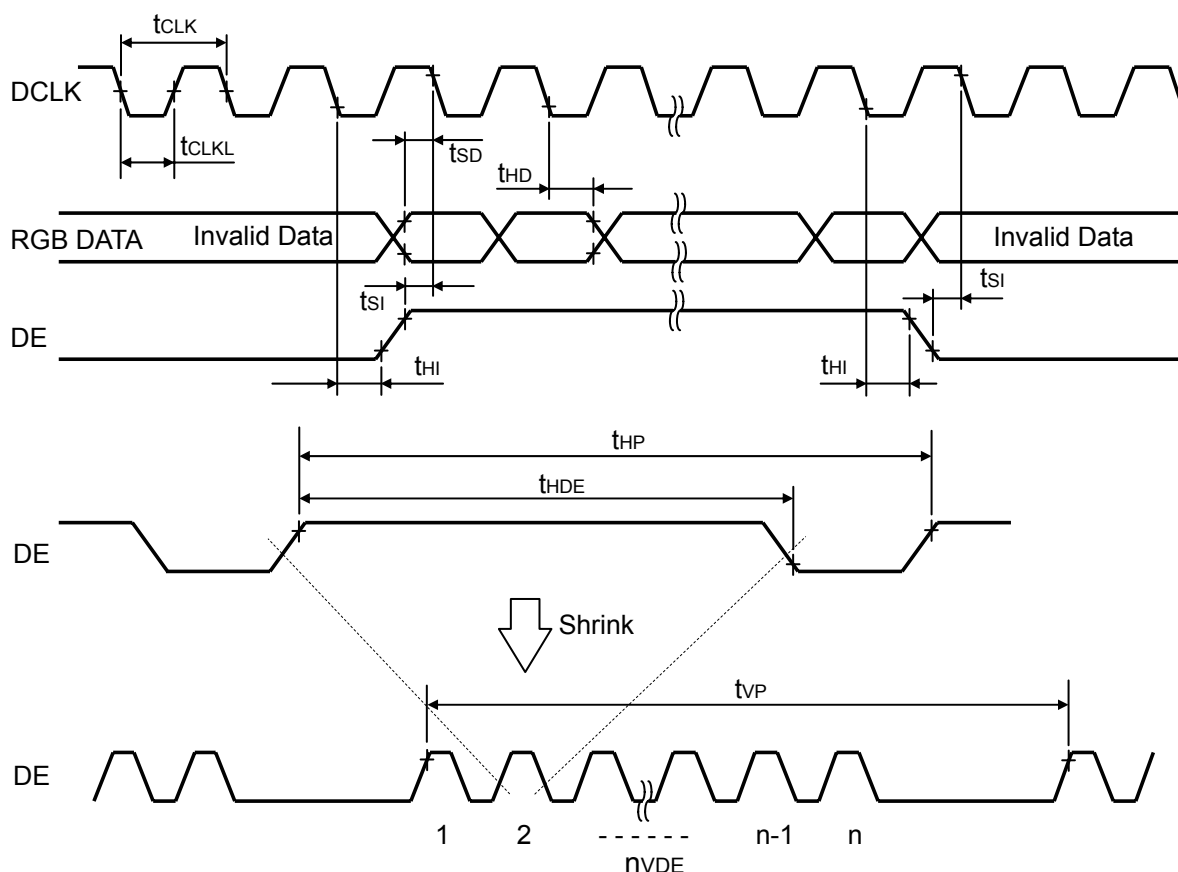 tCLK
DCLK
tCLKL
tSD
tHD
RGB DATA
Invalid Data
Invalid Data
tSI
tSI
DE
tHI
tHI
tHP
tHDE
DE
Shrink
tVP
DE
1 2 n-1 n
nVDE